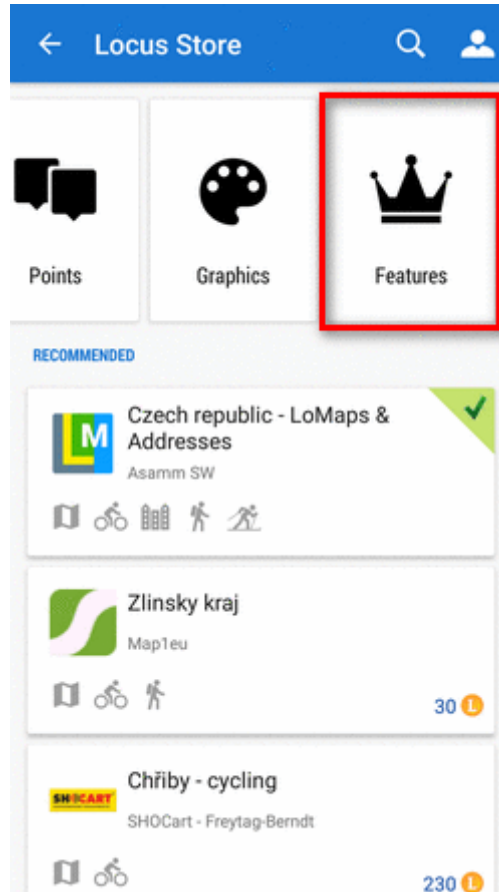 Locus Store
Points
Graphics
Features
RECOMMENDED
Czech republic - LoMaps &
Addresses
Asamm SW
M
Zlinsky kraj
Map1eu
30 L
Chřiby - cycling
SHOCART
SHOCart - Freytag-Berndt
230 L